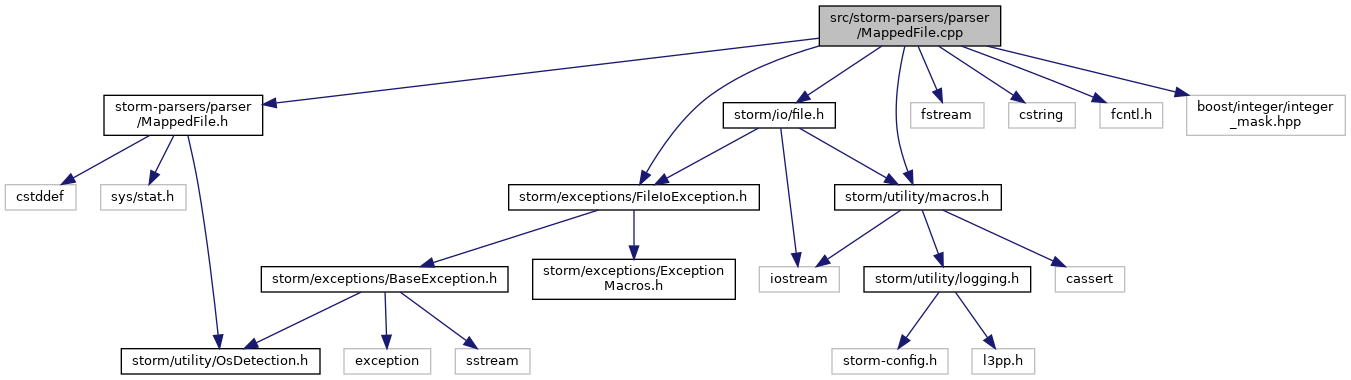 src/storm-parsers/parser
/MappedFile.cpp
storm-parsers/parser
/MappedFile.h
storm/io/file.h
fstream
cstring
fcntl.h
boost/integer/integer
_mask.hpp
cstddef
sys/stat.h
storm/exceptions/FileIoException.h
storm/utility/macros.h
storm/exceptions/BaseException.h
storm/exceptions/Exception
Macros.h
iostream
storm/utility/logging.h
cassert
storm/utility/OsDetection.h
exception
sstream
storm-config.h
l3pp.h